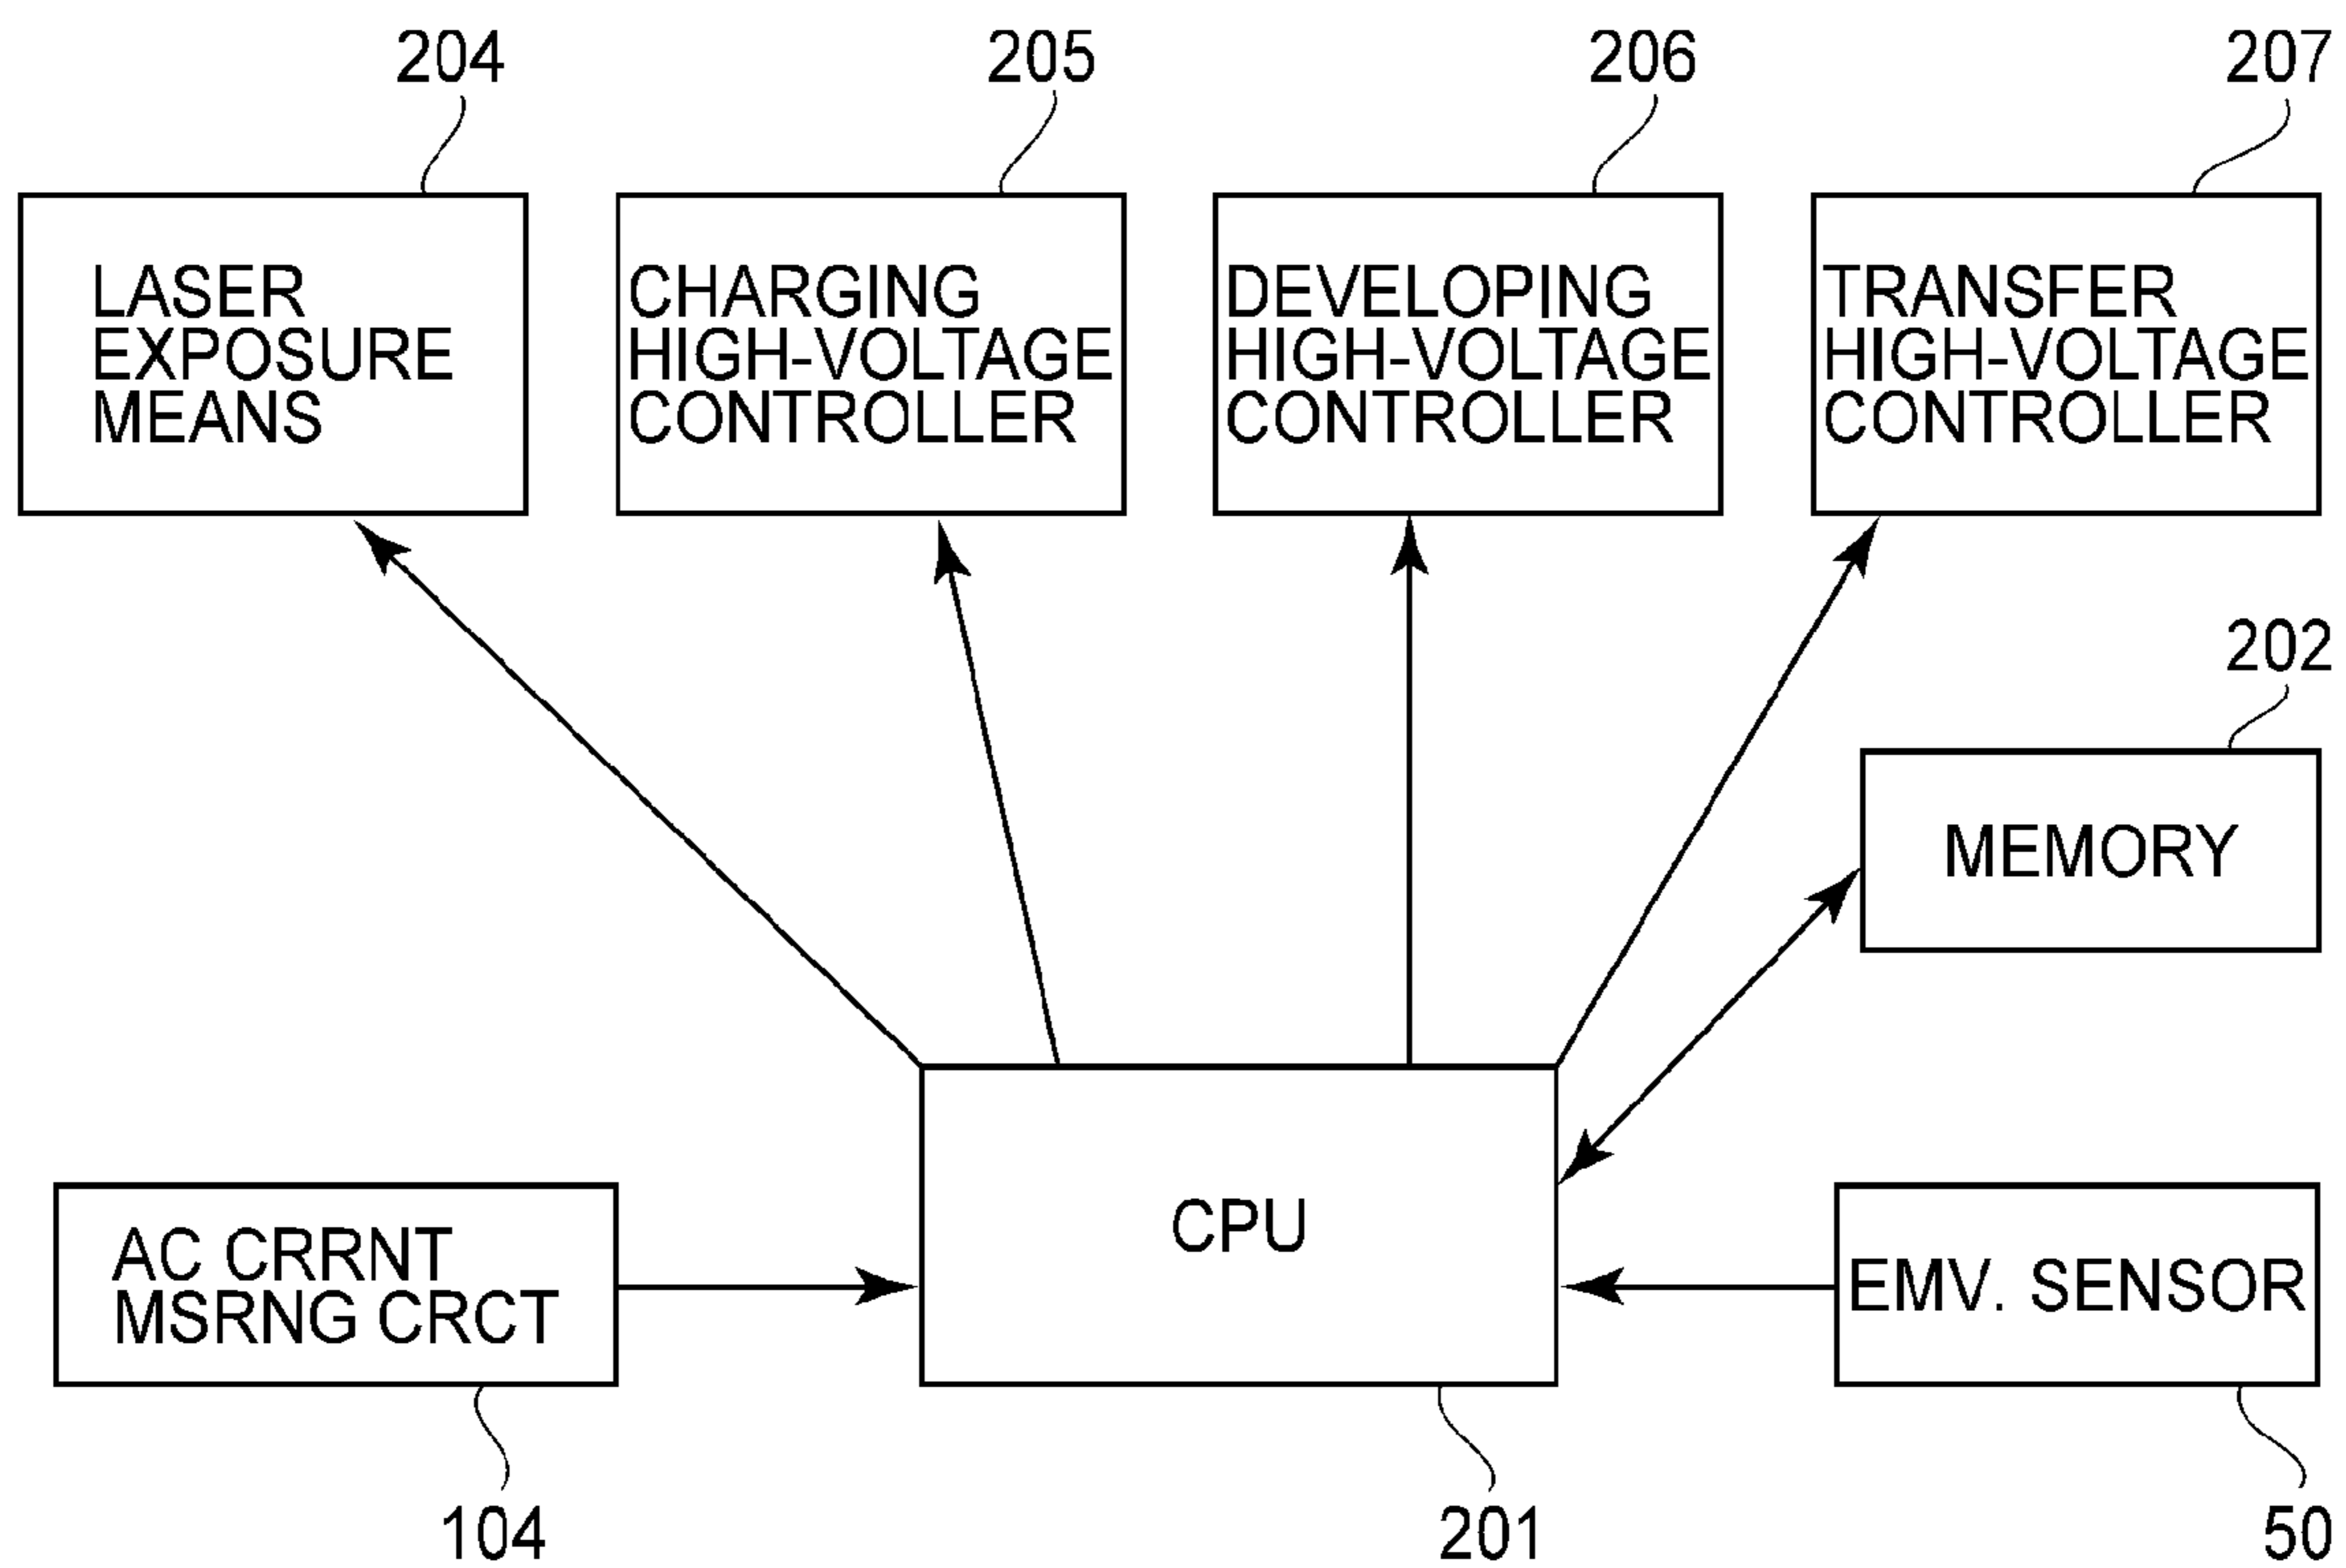 204
205
206
207
LASER
EXPOSURE
MEANS
CHARGING
HIGH-VOLTAGE
CONTROLLER
DEVELOPING
HIGH-VOLTAGE
CONTROLLER
TRANSFER
HIGH-VOLTAGE
CONTROLLER
202
MEMORY
AC CRRNT
MSRNG CRCT
CPU
EMV. SENSOR
104
201
50